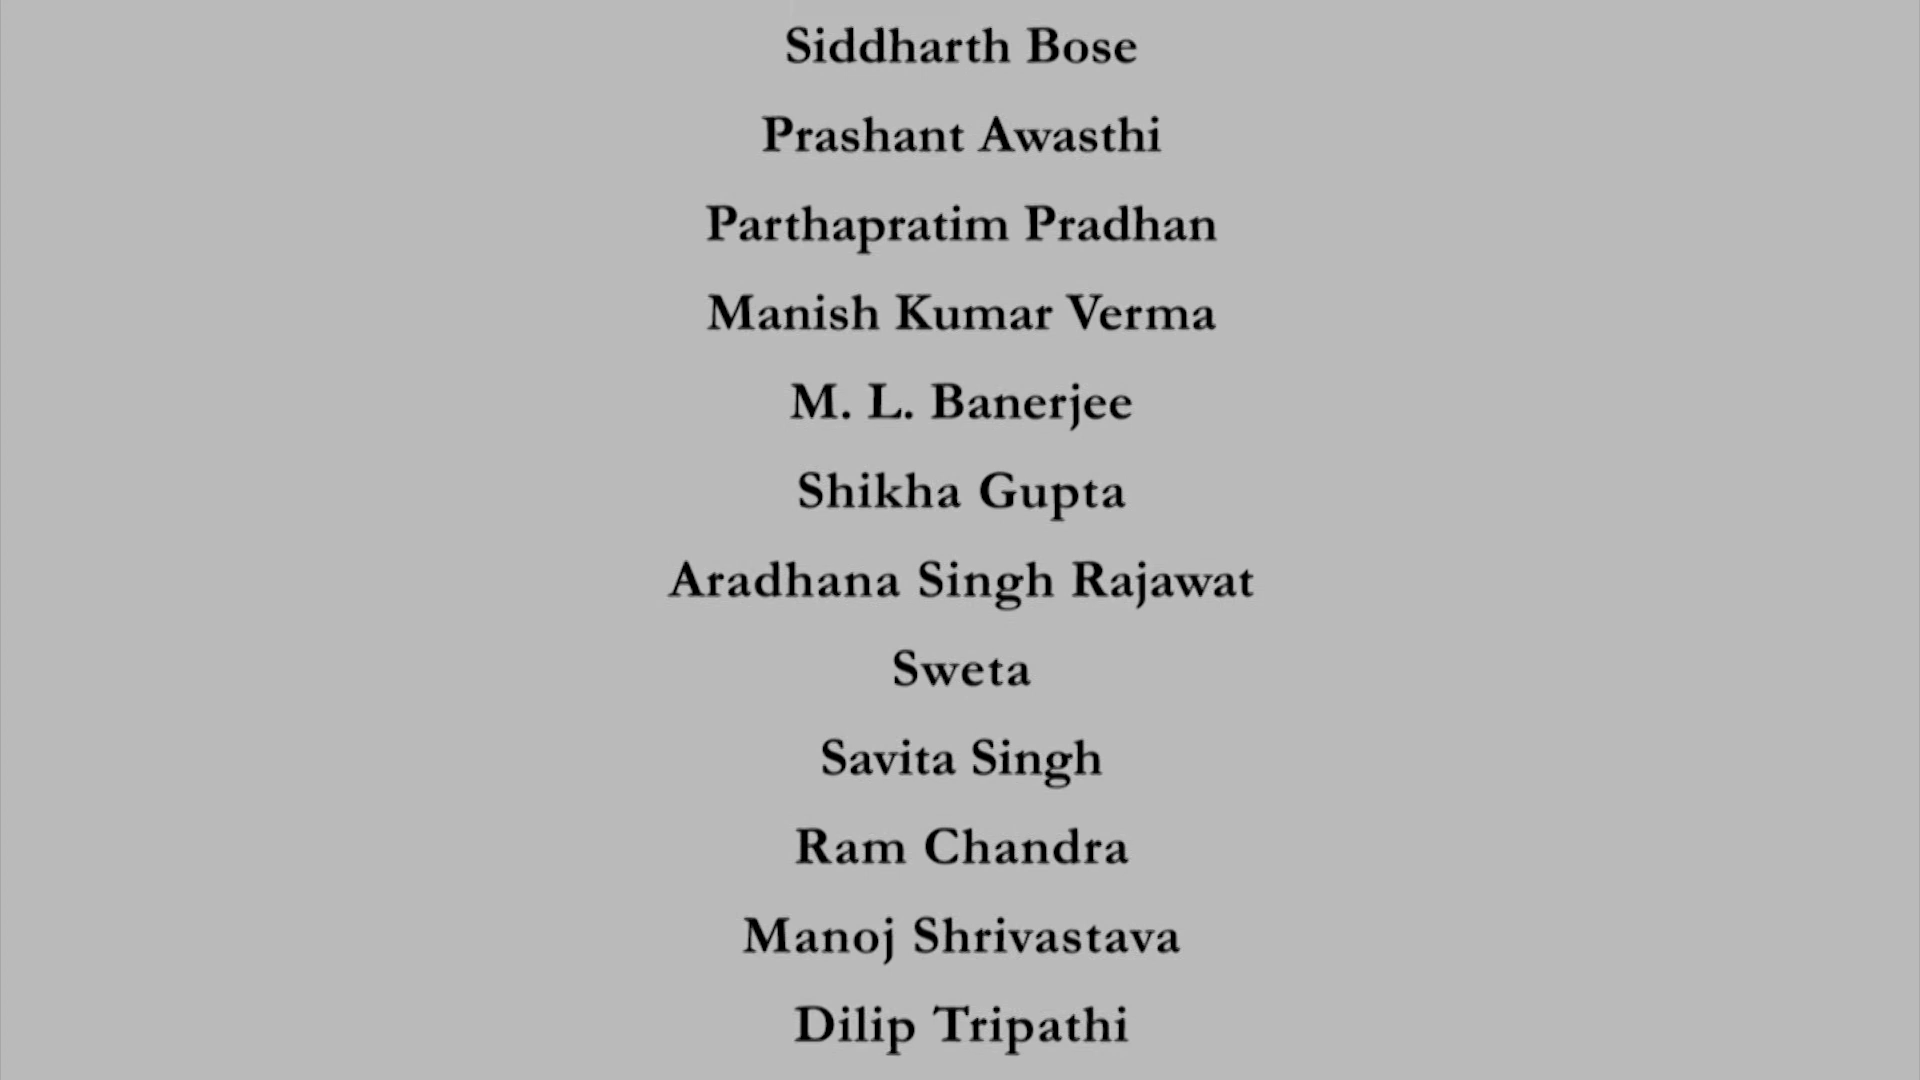 Siddharth Bose
Prashant Awasthi
Parthapratim Pradhan
Manish Kumar Verma
M. L. Banerjee
Shikha Gupta
Aradhana Singh Rajawat
Sweta
Savita Singh
Ram Chandra
Manoj Shrivastava
Dilip Tripathi